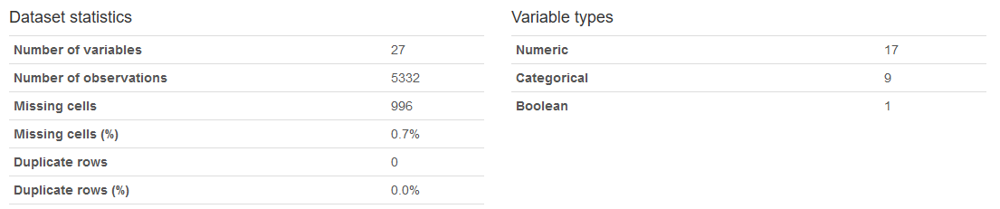 Dataset statistics
Number of variables 27
Number of observations 5332
Missing cells 996
Missing cells (%) 0.7%
Duplicate rows 0
Duplicate rows (%) 0.0%
Variable types
Numeric 17
Categorical 9
Boolean 1